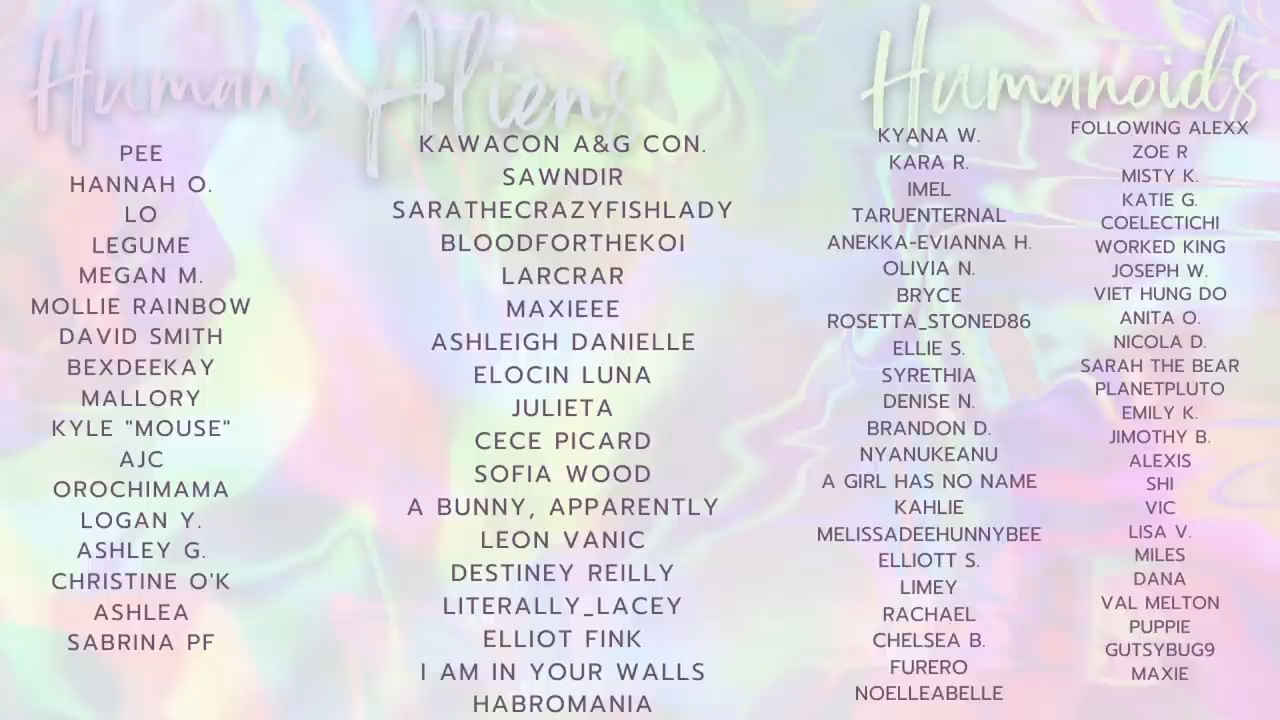 Humans
PEE
HANNAH O.
LO
LEGUME
MEGAN M.
MOLLIE RAINBOW
DAVID SMITH
BEXDEEKAY
MALLORY
KYLE "MOUSE"
AJC
OROCHIMAMA
LOGAN Y.
ASHLEY G.
CHRISTINE O'K
ASHLEA
SABRINA PF
Aliens
KAWACON A&G CON.
SAWNDIR
SARATHECRAZYFISHLADY
BLOODFORTHEKOI
LARCRAR
MAXIEEE
ASHLEIGH DANIELLE
ELOCIN LUNA
JULIETA
CECE PICARD
SOFIA WOOD
A BUNNY, APPARENTLY
LEON VANIC
DESTINEY REILLY
LITERALLY_LACEY
ELLIOT FINK
I AM IN YOUR WALLS
HABROMANIA
Humanoids
KYANA W.
KARA R.
IMEL
TARUENTERNAL
ANEKKA-EVIANNA H.
OLIVIA N.
BRYCE
ROSETTA_STONED86
ELLIE S.
SYRETHIA
DENISE N.
BRANDON D.
NYANUKEANU
A GIRL HAS NO NAME
KAHLIE
MELISSADEEHUNNYBEE
ELLIOTT S.
LIMEY
RACHAEL
CHELSEA B.
FURERO
NOELLEABELLE
FOLLOWING ALEXX
ZOE R
MISTY K.
KATIE G.
COELECTICHI
WORKED KING
JOSEPH W.
VIET HUNG DO
ANITA O.
NICOLA D.
SARAH THE BEAR
PLANETPLUTO
EMILY K.
JIMOTHY B.
ALEXIS
SHI
VIC
LISA V.
MILES
DANA
VAL MELTON
PUPPIE
GUTSYBUG9
MAXIE